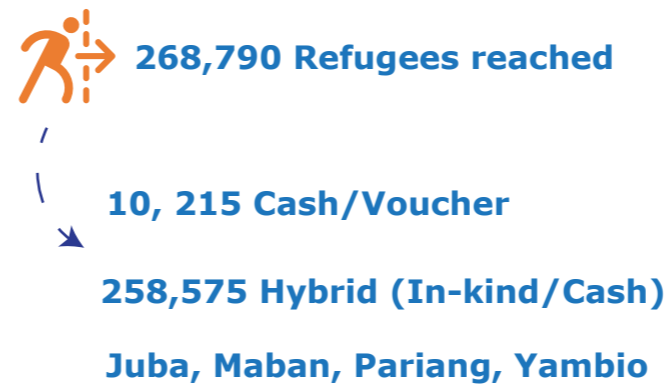 268,790 Refugees reached
10, 215 Cash/Voucher
258,575 Hybrid (In-kind/Cash)
Juba, Maban, Pariang, Yambio